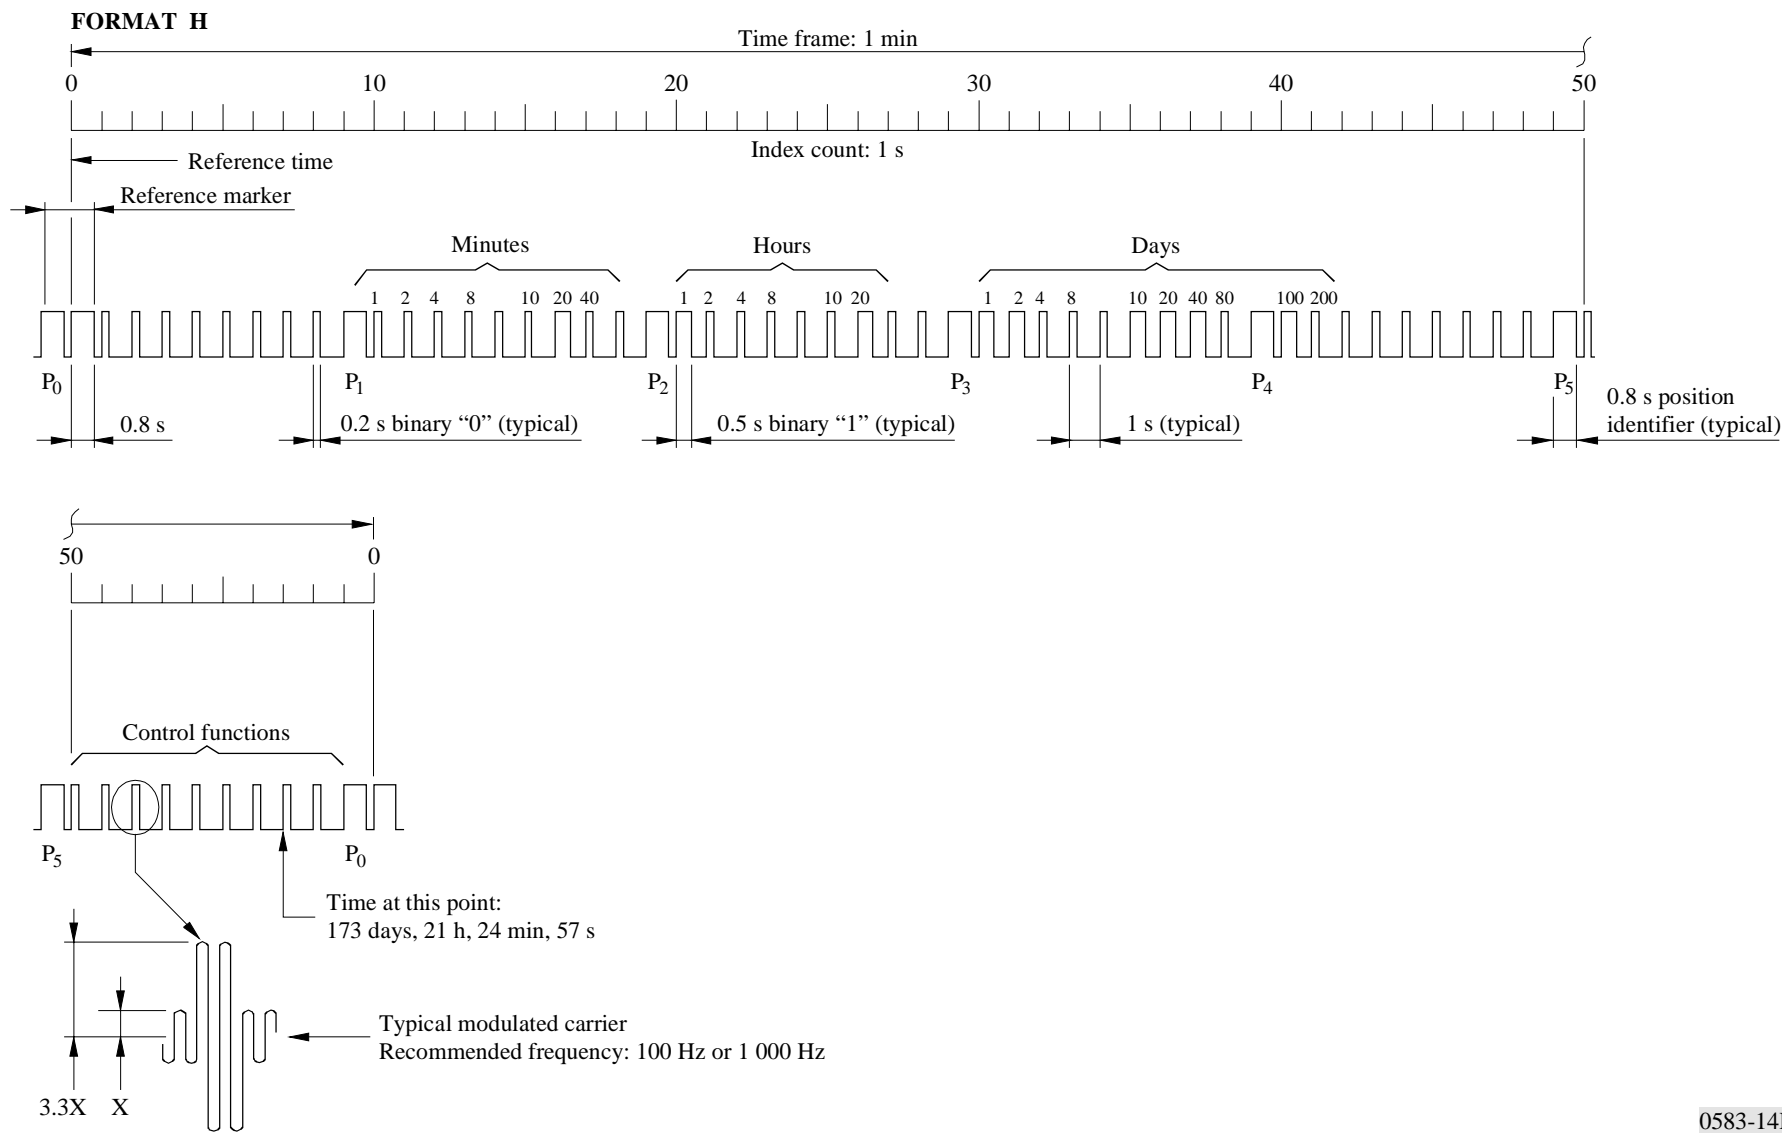 FORMAT H
Time frame: 1 min
0 10 20 30 40 50
Index count: 1 s
Reference time
Reference marker
Minutes Hours Days
1 2 4 8 10 20 40 1 2 4 8 10 20 1 2 4 8 10 20 40 80 100 200
P0 P1 P2 P3 P4 P5
0.8 s 0.2 s binary “0” (typical) 0.5 s binary “1” (typical) 1 s (typical) 0.8 s position
identifier (typical)
50 0
Control functions
P5 P0
Time at this point:
173 days, 21 h, 24 min, 57 s
Typical modulated carrier
Recommended frequency: 100 Hz or 1 000 Hz
3.3X X